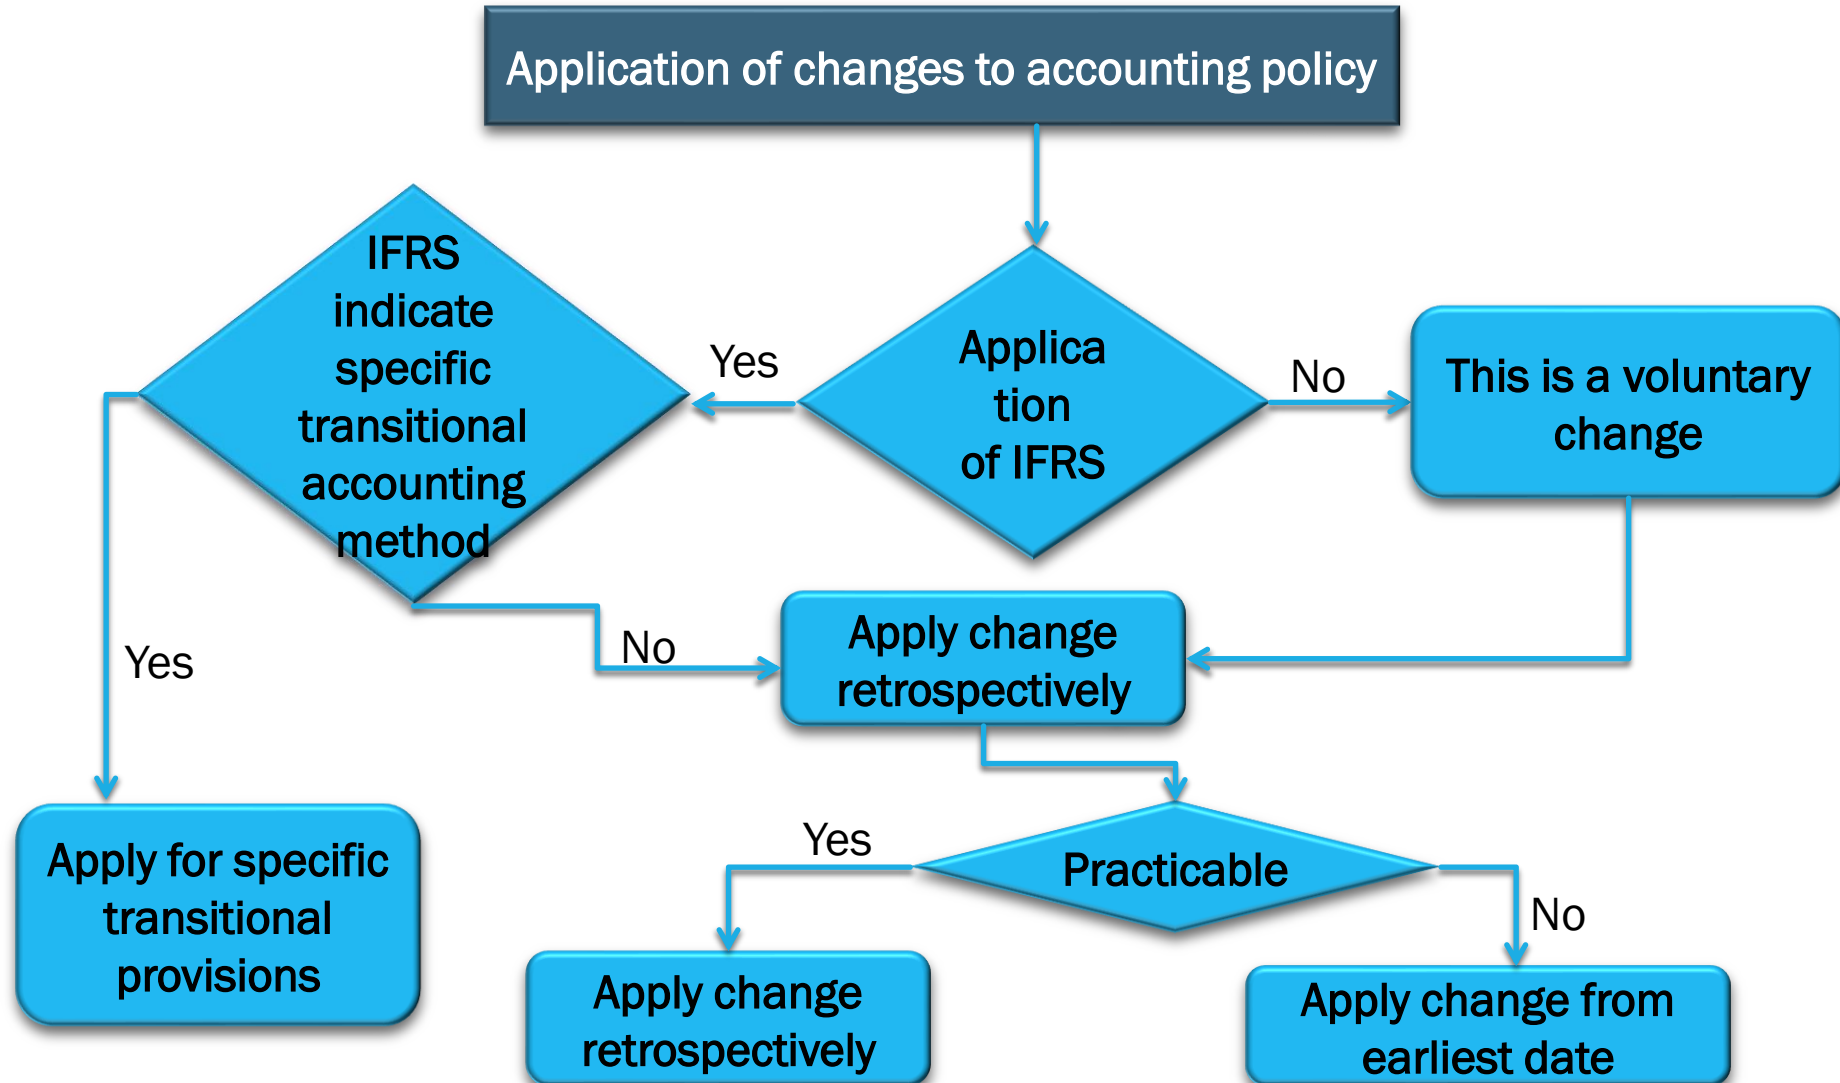 Application of changes to accounting policy
IFRS
indicate
specific
transitional
accounting
method
Yes
Applica
tion
of IFRS
No
This is a voluntary
change
Yes
No
Apply change
retrospectively
Apply for specific
transitional
provisions
Yes
Practicable
No
Apply change
retrospectively
Apply change from
earliest date